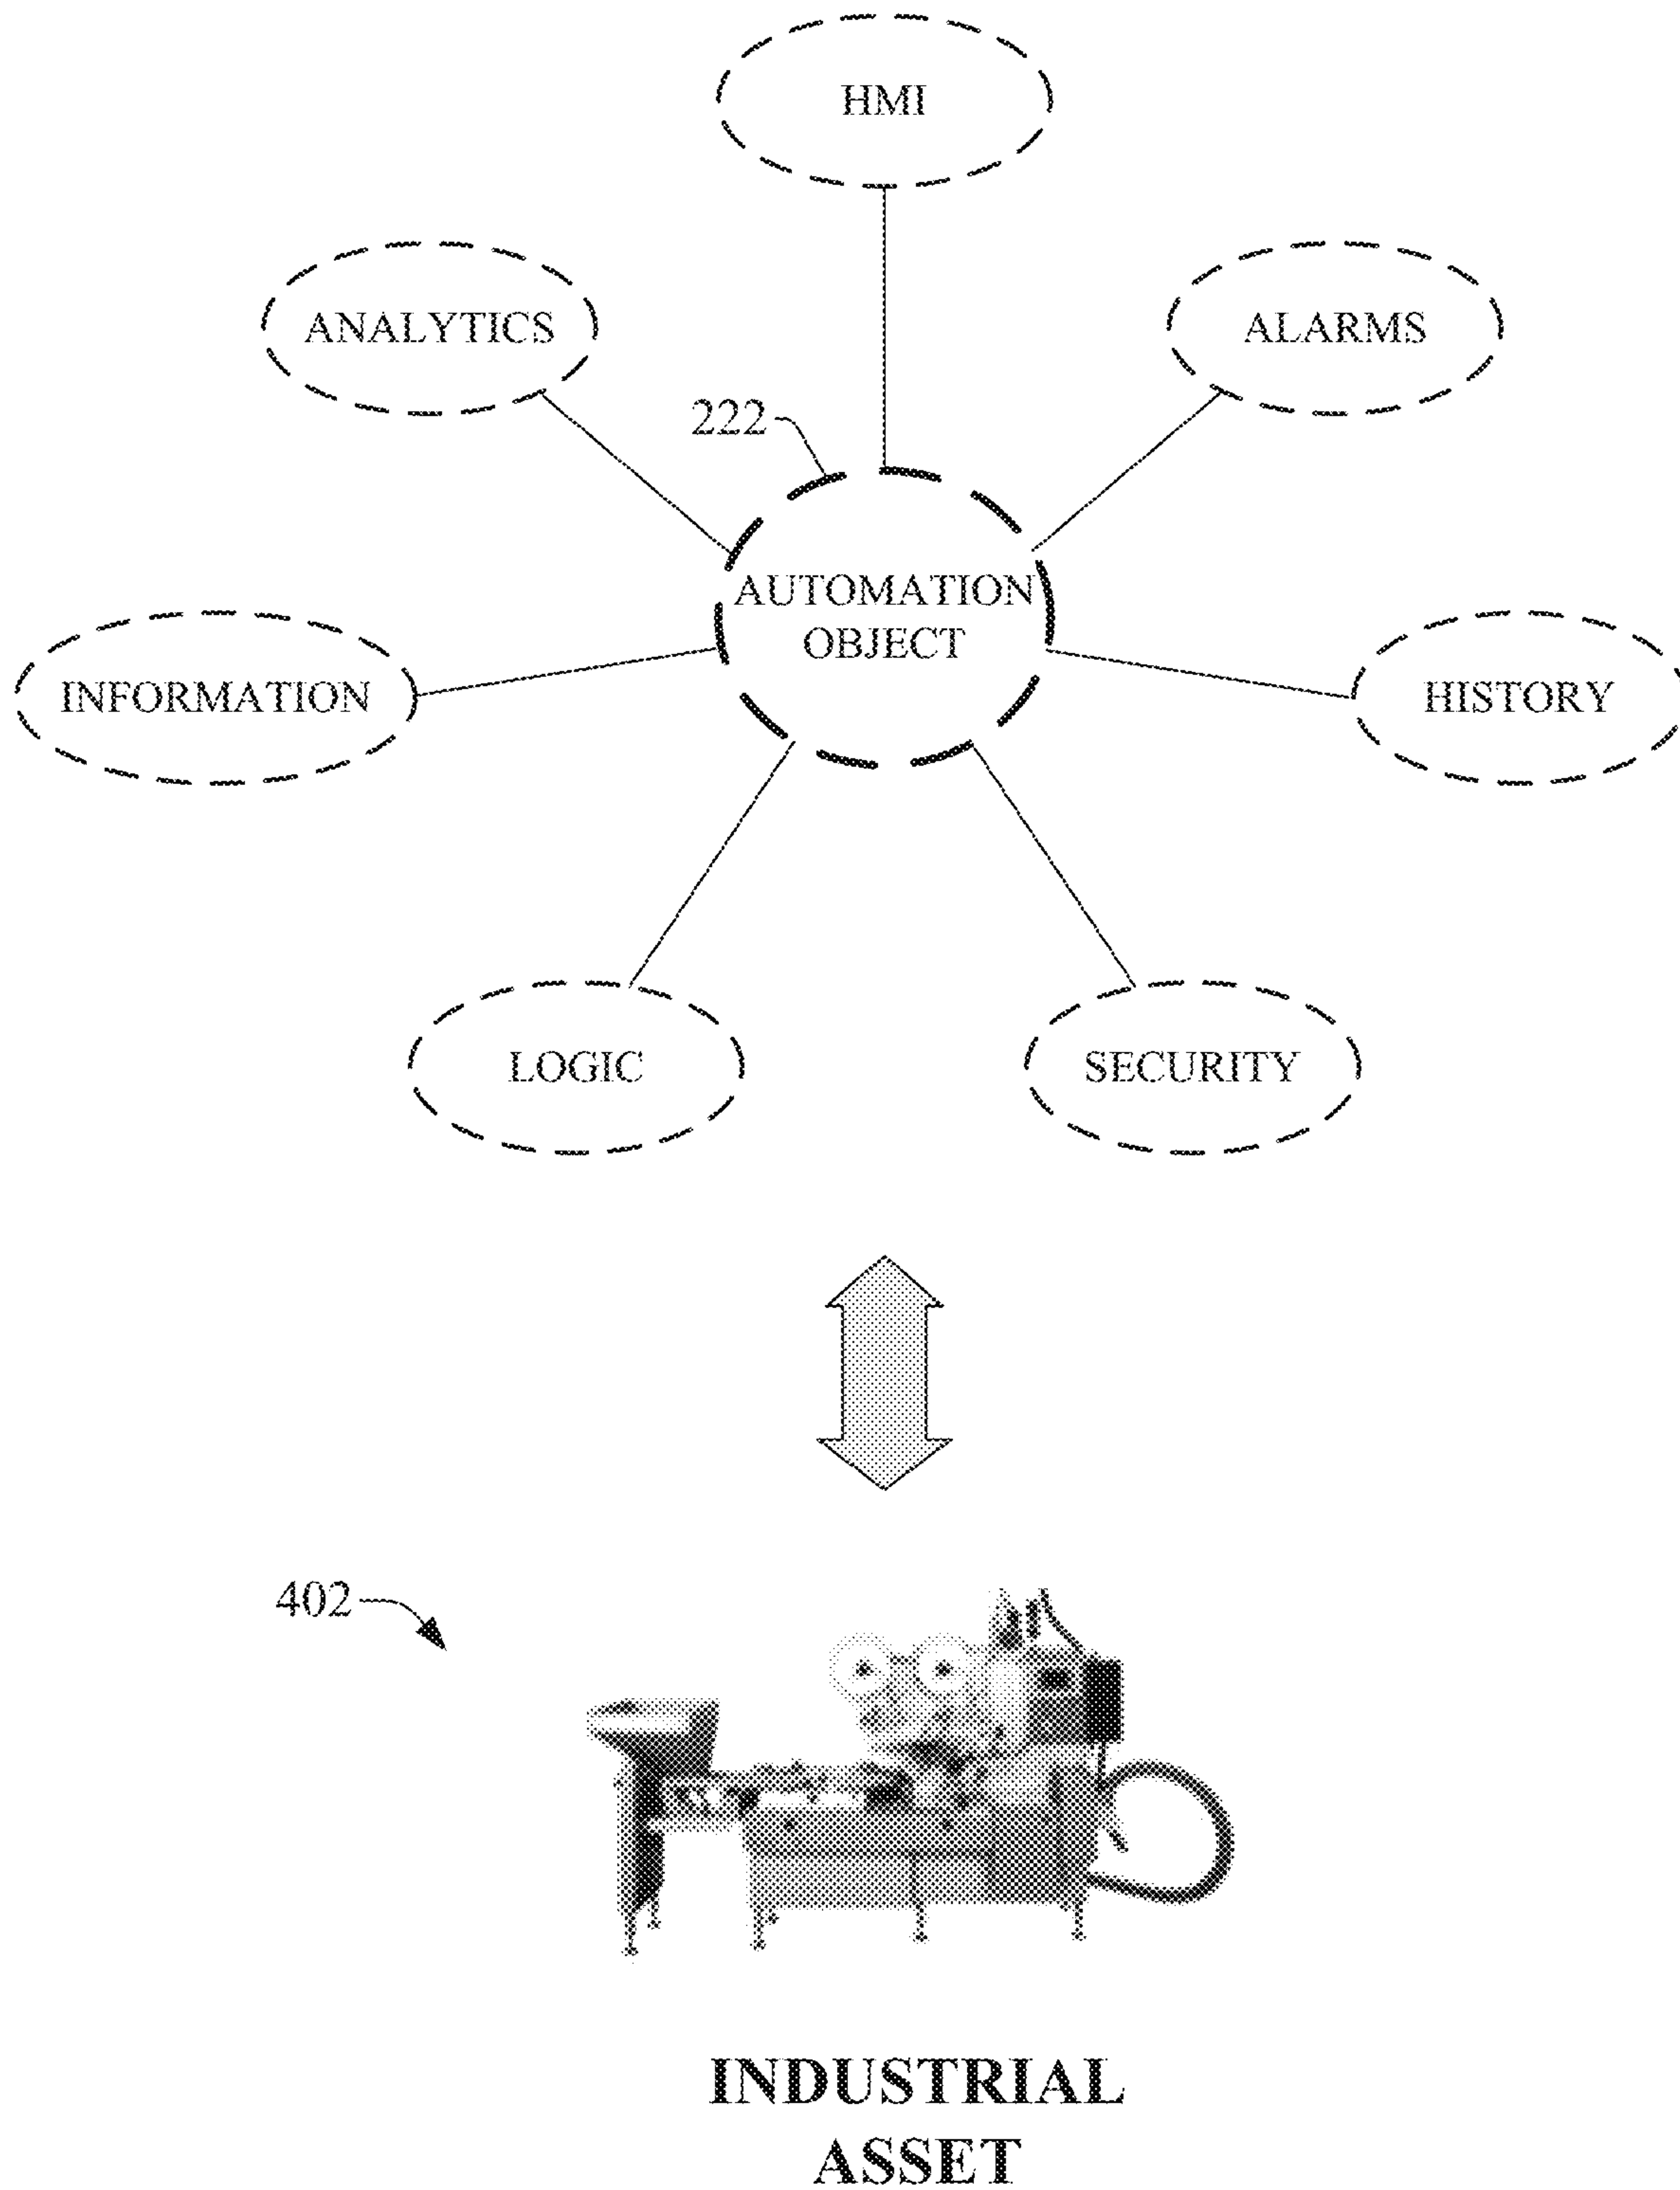 HMI
ANALYTICS
ALARMS
222
AUTOMATION
OBJECT
INFORMATION
HISTORY
LOGIC
SECURITY
402
INDUSTRIAL
ASSET